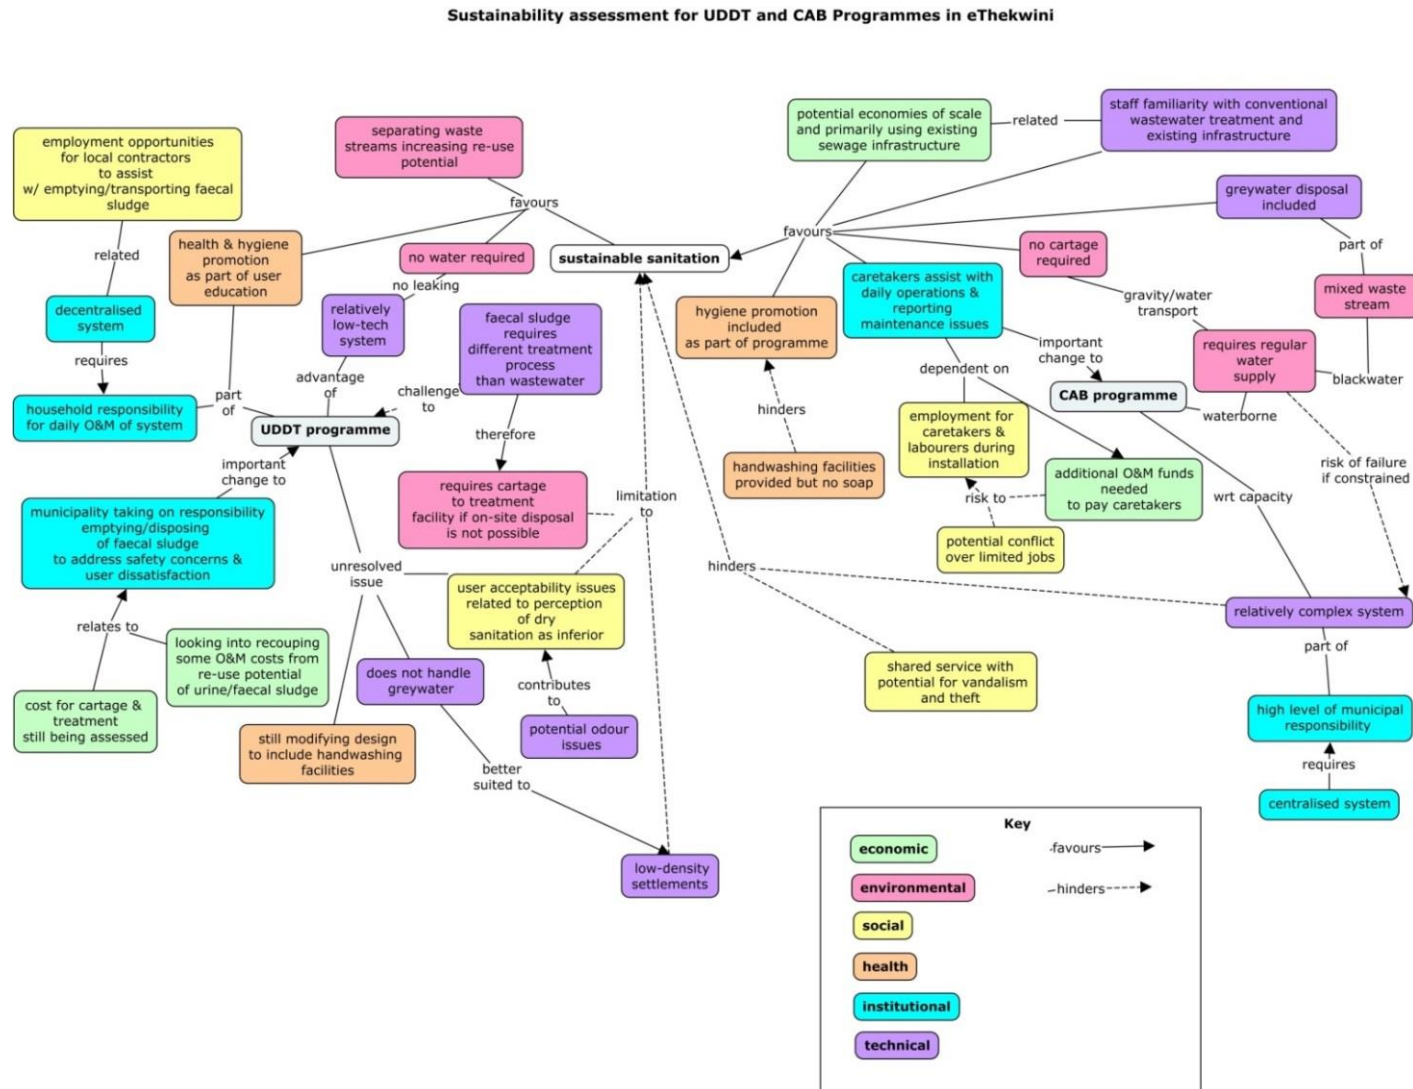 Sustainability assessment for UDDT and CAB Programmes in eThekwini
employment opportunities
for local contractors
to assist
w/ emptying/transporting faecal
sludge
related
decentralised
system
requires
household responsibility
for daily O&M of system
separating waste
streams increasing re-use
potential
favours
health & hygiene
promotion
as part of user
education
part
of
no water required
no leaking
relatively
low-tech
system
advantage
of
UDDT programme
sustainable sanitation
faecal sludge
requires
different treatment
process
than wastewater
challenge
to
therefore
requires cartage
to treatment
facility if on-site disposal
is not possible
limitation
to
important
change to
municipality taking on responsibility
emptying/disposing
of faecal sludge
to address safety concerns &
user dissatisfaction
relates to
looking into recouping
some O&M costs from
re-use potential
of urine/faecal sludge
cost for cartage &
treatment
still being assessed
unresolved
issue
user acceptability issues
related to perception
of dry
sanitation as inferior
contributes
to
potential odour
issues
does not handle
greywater
still modifying design
to include handwashing
facilities
better
suited to
low-density
settlements
potential economies of scale
and primarily using existing
sewage infrastructure
related
staff familiarity with conventional
wastewater treatment and
existing infrastructure
favours
greywater disposal
included
part of
mixed waste
stream
blackwater
no cartage
required
gravity/water
transport
requires regular
water
supply
waterborne
caretakers assist with
daily operations &
reporting
maintenance issues
important
change to
CAB programme
hygiene promotion
included
as part of programme
hinders
handwashing facilities
provided but no soap
dependent on
employment for
caretakers &
labourers during
installation
additional O&M funds
needed
to pay caretakers
risk to
potential conflict
over limited jobs
wrt capacity
risk of failure
if constrained
hinders
relatively complex system
shared service with
potential for vandalism
and theft
part of
high level of municipal
responsibility
requires
centralised system
Key
economic
favours
environmental
hinders
social
health
institutional
technical